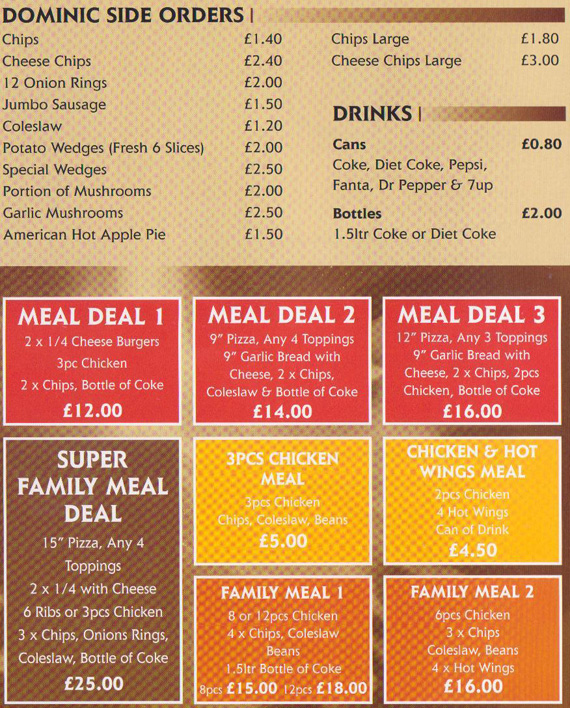 DOMINIC SIDE ORDERS
Chips £1.40
Cheese Chips £2.40
12 Onion Rings £2.00
Jumbo Sausage £1.50
Coleslaw £1.20
Potato Wedges (Fresh 6 Slices) £2.00
Special Wedges £2.50
Portion of Mushrooms £2.00
Garlic Mushrooms £2.50
American Hot Apple Pie £1.50
Chips Large £1.80
Cheese Chips Large £3.00
DRINKS
Cans £0.80
Coke, Diet Coke, Pepsi,
Fanta, Dr Pepper & 7up
Bottles £2.00
1.5ltr Coke or Diet Coke
MEAL DEAL 1
2 x 1/4 Cheese Burgers
3pc Chicken
2 x Chips, Bottle of Coke
£12.00
MEAL DEAL 2
9" Pizza, Any 4 Toppings
9" Garlic Bread with
Cheese, 2 x Chips,
Coleslaw & Bottle of Coke
£14.00
MEAL DEAL 3
12" Pizza, Any 3 Toppings
9" Garlic Bread with
Cheese, 2 x Chips, 2pcs
Chicken, Bottle of Coke
£16.00
SUPER
FAMILY MEAL
DEAL
15" Pizza, Any 4
Toppings
2 x 1/4 with Cheese
6 Ribs or 3pcs Chicken
3 x Chips, Onions Rings,
Coleslaw, Bottle of Coke
£25.00
3PCS CHICKEN
MEAL
3pcs Chicken
Chips, Coleslaw, Beans
£5.00
CHICKEN & HOT
WINGS MEAL
2pcs Chicken
4 Hot Wings
Can of Drink
£4.50
FAMILY MEAL 1
8 or 12pcs Chicken
4 x Chips, Coleslaw
Beans
1.5ltr Bottle of Coke
8pcs £15.00 12pcs £18.00
FAMILY MEAL 2
6pcs Chicken
3 x Chips
Coleslaw, Beans
4 x Hot Wings
£16.00